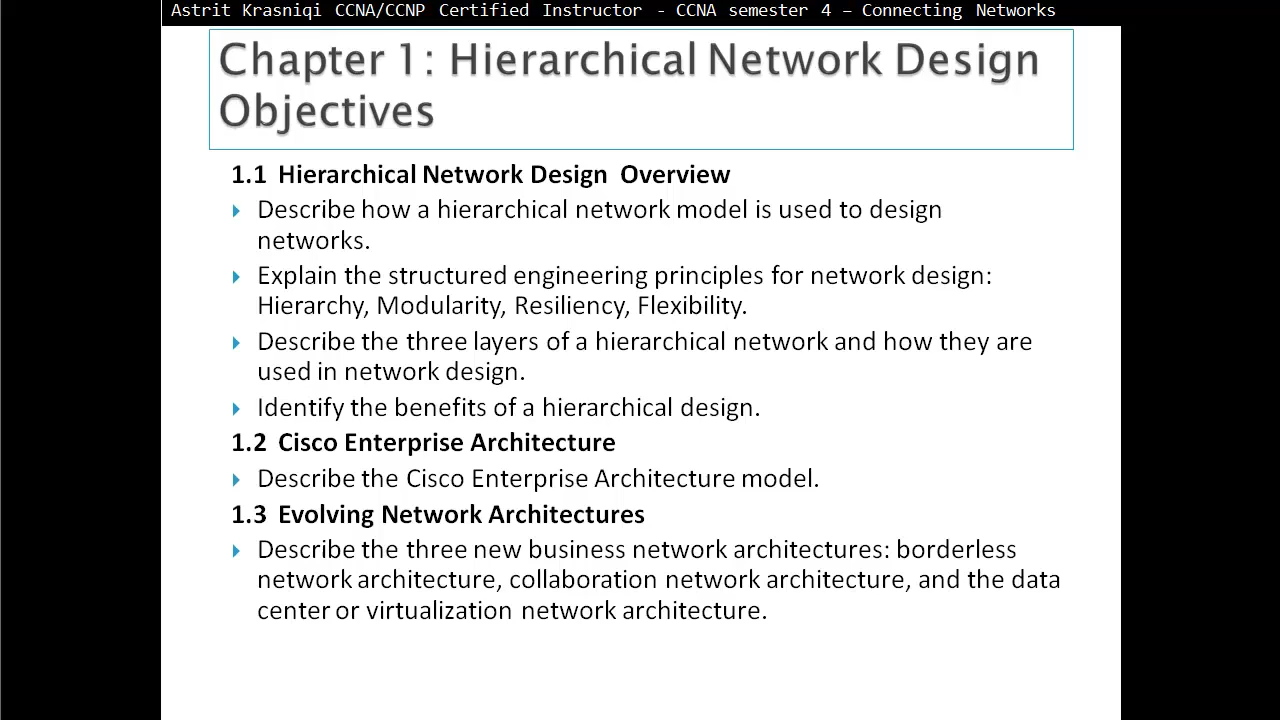 Astrit Krasniqi CCNA/CCNP Certified Instructor - CCNA semester 4 – Connecting Networks
Chapter 1: Hierarchical Network Design
Objectives
1.1 Hierarchical Network Design Overview
Describe how a hierarchical network model is used to design
networks.
Explain the structured engineering principles for network design:
Hierarchy, Modularity, Resiliency, Flexibility.
Describe the three layers of a hierarchical network and how they are
used in network design.
Identify the benefits of a hierarchical design.
1.2 Cisco Enterprise Architecture
Describe the Cisco Enterprise Architecture model.
1.3 Evolving Network Architectures
Describe the three new business network architectures: borderless
network architecture, collaboration network architecture, and the data
center or virtualization network architecture.